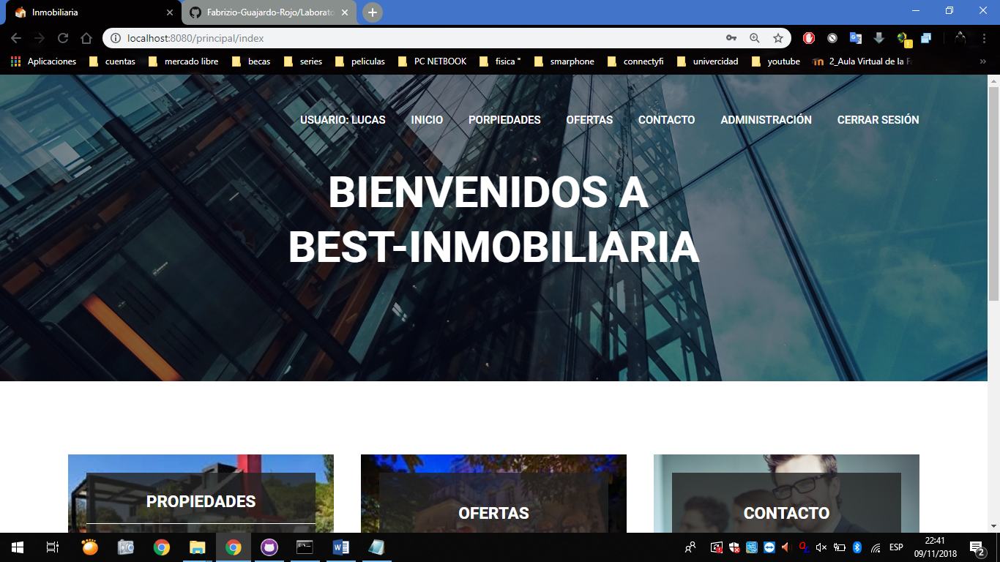 Inmobiliaria
Fabrizio-Guajardo-Rojo/Laborato
localhost:8080/principal/index
Aplicaciones cuentas mercado libre becas series peliculas PC NETBOOK fisica " smarphone connectyfi univercidad youtube 2_Aula Virtual de la F
USUARIO: LUCAS INICIO PORPIEDADES OFERTAS CONTACTO ADMINISTRACIÓN CERRAR SESIÓN
BIENVENIDOS A
BEST-INMOBILIARIA
PROPIEDADES
OFERTAS
CONTACTO
ESP
22:41
09/11/2018
2